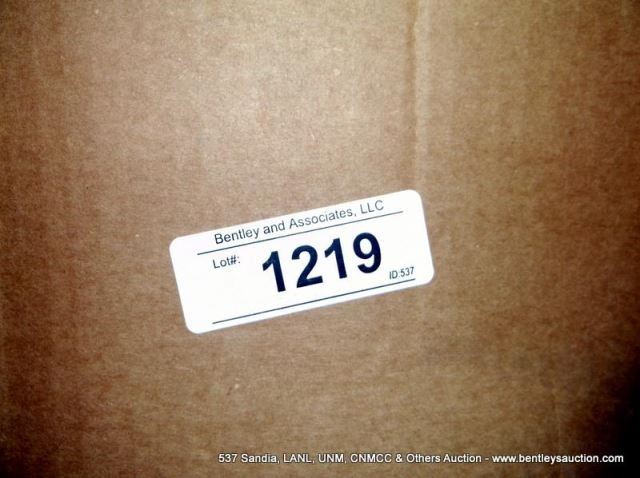 Bentley and Associates, LLC
Lot#: 1219
ID:537
537 Sandia, LANL, UNM, CNMCC & Others Auction - www.bentleysauction.com